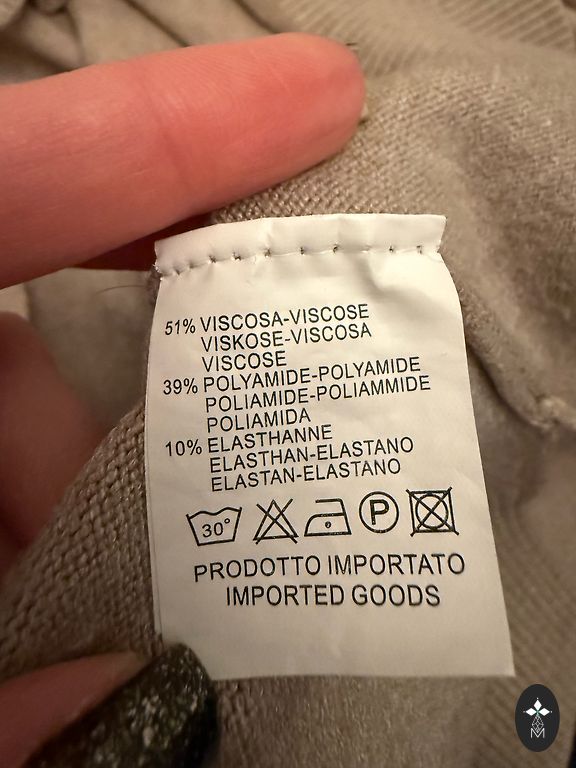 51% VISCOSA-VISCOSE
VISKOSE-VISCOSA
VISCOSE
39% POLYAMIDE-POLYAMIDE
POLIAMIDE-POLIAMMIDE
POLIAMIDA
10% ELASTHANNE
ELASTHAN-ELASTANO
ELASTAN-ELASTANO
30° P
PRODOTTO IMPORTATO
IMPORTED GOODS
M